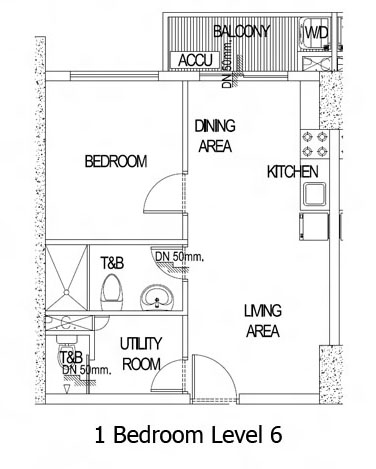 BALCONY
W/D
ACCU
DN 50mm.
DINING
AREA
BEDROOM
KITCHEN
DN 50mm.
T&B
LIVING
AREA
UTILITY
ROOM
T&B
DN 50mm.
1 Bedroom Level 6